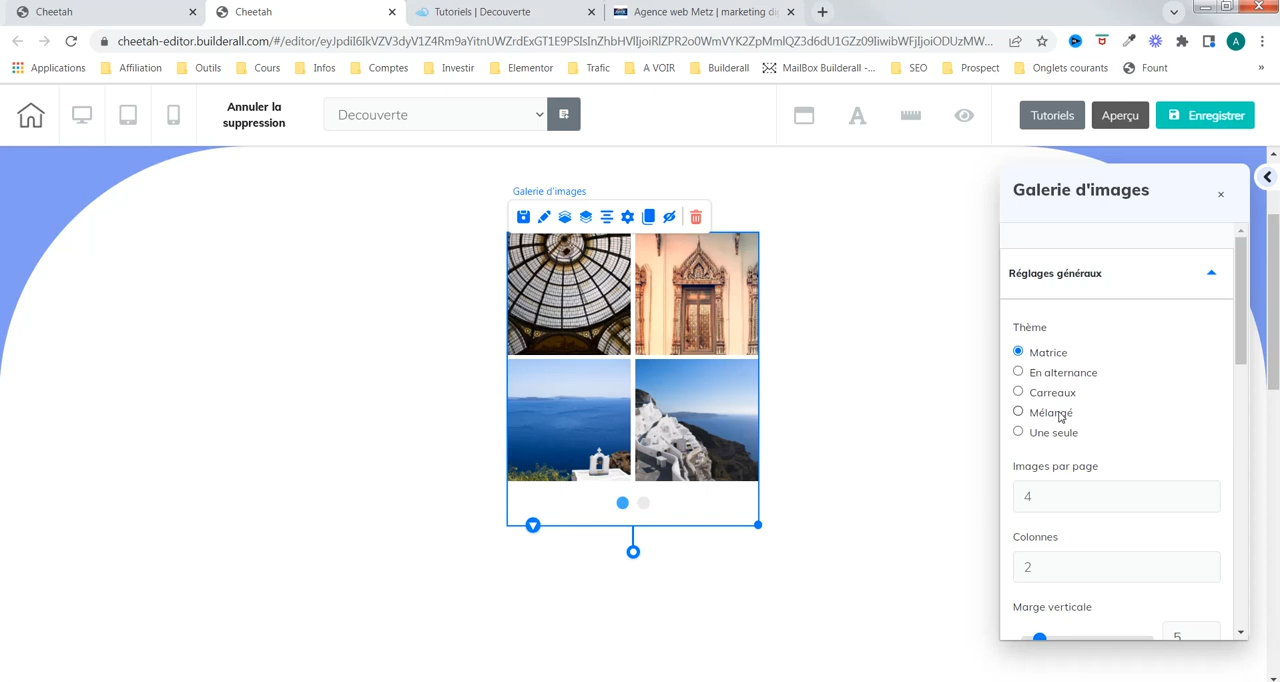 Cheetah
Cheetah
Tutoriels | Decouverte
Agence web Metz | marketing di
cheetah-editor.builderall.com/#/editor/eyJpdiI6IkVZV3dyV1Z4Rm9aYitmUWZrdExGT1E9PSIsInZhbHVlIjoiRlZPR2o0WmVYK2ZpMmlQZ3d6dU1GZz09IiwibWFjIjoiODUzMW...
Applications
Affiliation
Outils
Cours
Infos
Comptes
Investir
Elementor
Trafic
A VOIR
Builderall
MailBox Builderall -...
SEO
Prospect
Onglets courants
Fount
»
Annuler la
suppression
Decouverte
Tutoriels
Aperçu
Enregistrer
Galerie d'images
Galerie d'images
Réglages généraux
Thème
Matrice
En alternance
Carreaux
Mélangé
Une seule
Images par page
4
Colonnes
2
Marge verticale
5